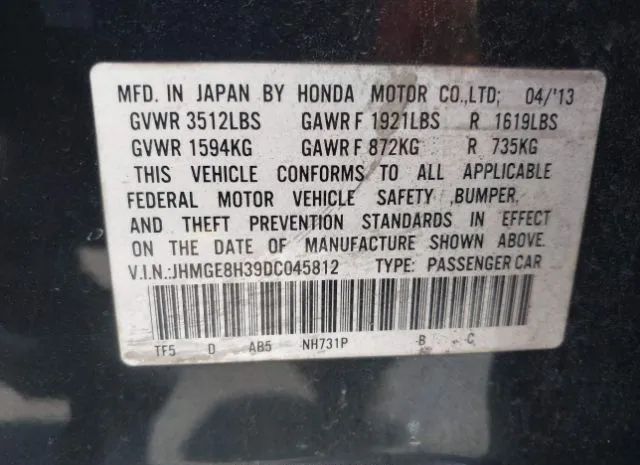 MFD. IN JAPAN BY HONDA MOTOR CO.,LTD; 04/'13
GVWR 3512LBS GAWR F 1921LBS R 1619LBS
GVWR 1594KG GAWR F 872KG R 735KG
THIS VEHICLE CONFORMS TO ALL APPLICABLE
FEDERAL MOTOR VEHICLE SAFETY ,BUMPER,
AND THEFT PREVENTION STANDARDS IN EFFECT
ON THE DATE OF MANUFACTURE SHOWN ABOVE.
V.I.N.:JHMGE8H39DC045812 TYPE: PASSENGER CAR
TF5 D AB5 NH731P -B -C